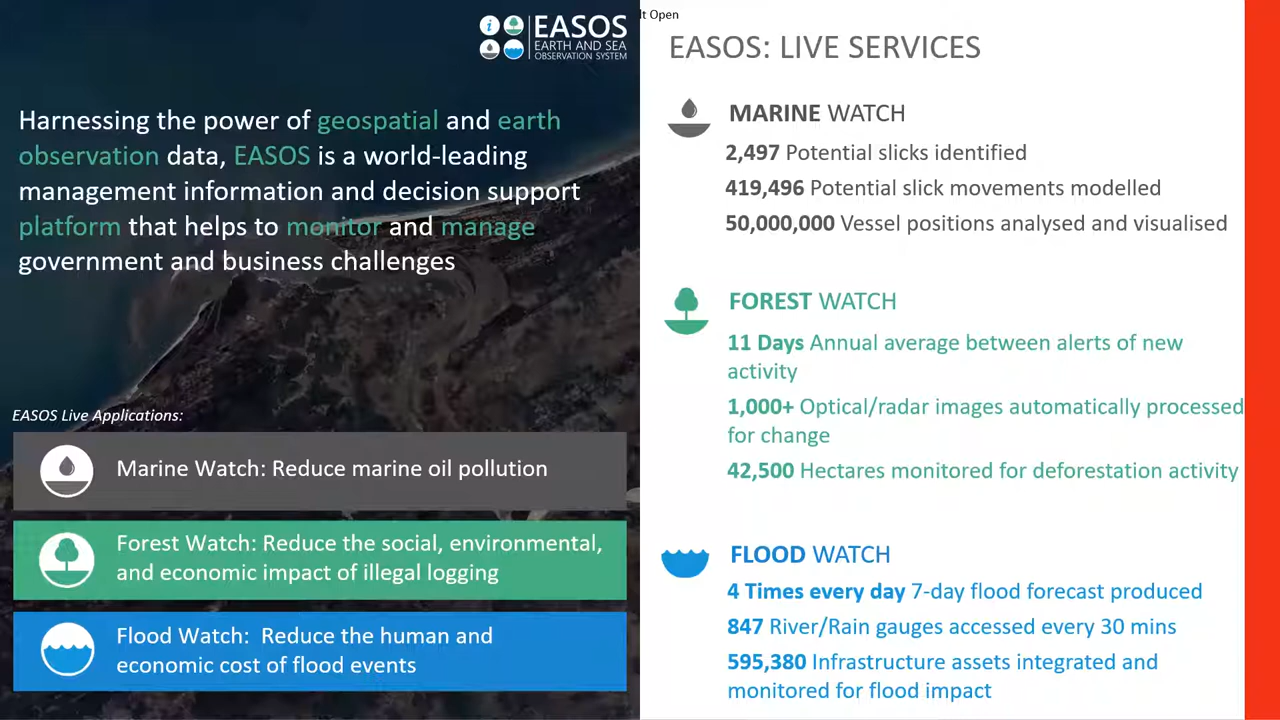 EASOS
EARTH AND SEA
OBSERVATION SYSTEM
Harnessing the power of geospatial and earth
observation data, EASOS is a world-leading
management information and decision support
platform that helps to monitor and manage
government and business challenges
EASOS Live Applications:
Marine Watch: Reduce marine oil pollution
Forest Watch: Reduce the social, environmental,
and economic impact of illegal logging
Flood Watch: Reduce the human and
economic cost of flood events
lt Open
EASOS: LIVE SERVICES
MARINE WATCH
2,497 Potential slicks identified
419,496 Potential slick movements modelled
50,000,000 Vessel positions analysed and visualised
FOREST WATCH
11 Days Annual average between alerts of new
activity
1,000+ Optical/radar images automatically processed
for change
42,500 Hectares monitored for deforestation activity
FLOOD WATCH
4 Times every day 7-day flood forecast produced
847 River/Rain gauges accessed every 30 mins
595,380 Infrastructure assets integrated and
monitored for flood impact